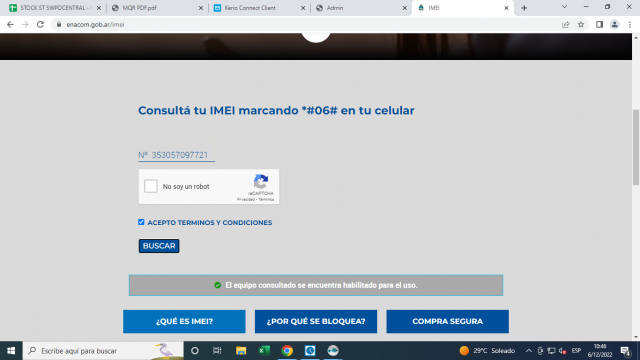 STOCK ST SWPOCENTRAL -
MQR PDF.pdf
Kerio Connect Client
Admin
IMEI
enacom.gob.ar/imei
Consultá tu IMEI marcando *#06# en tu celular
Nº 353057097721
No soy un robot
reCAPTCHA
Privacidad - Términos
ACEPTO TERMINOS Y CONDICIONES
BUSCAR
El equipo consultado se encuentra habilitado para el uso.
¿QUÉ ES IMEI?
¿POR QUÉ SE BLOQUEA?
COMPRA SEGURA
Escribe aquí para buscar
29°C Soleado
ESP
10:46
6/12/2022